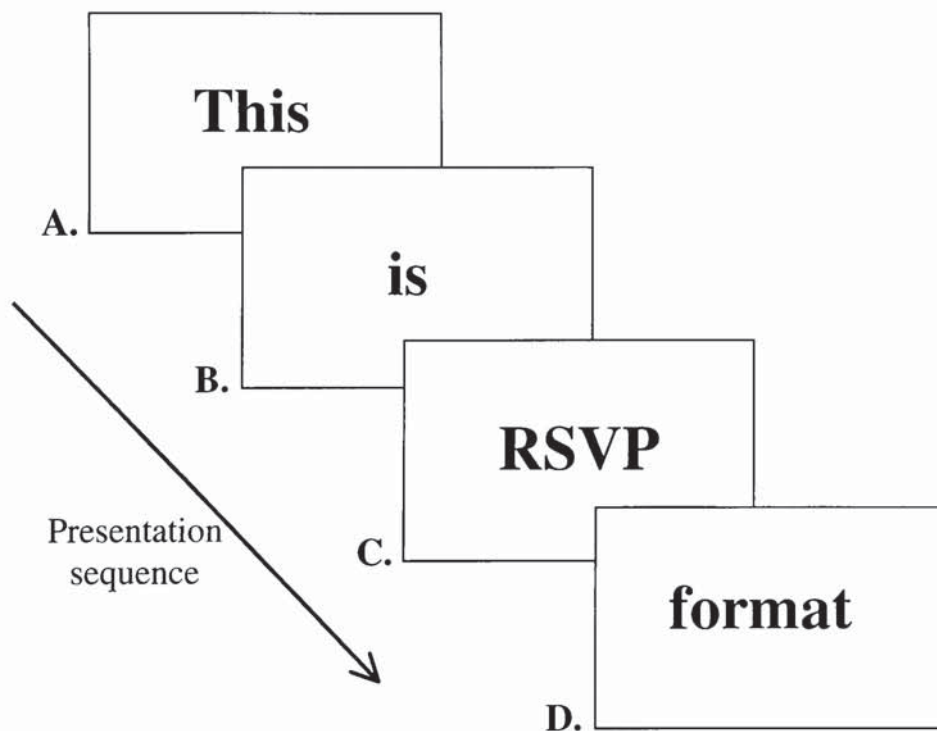 This
A.
is
B.
RSVP
C.
Presentation
sequence
format
D.